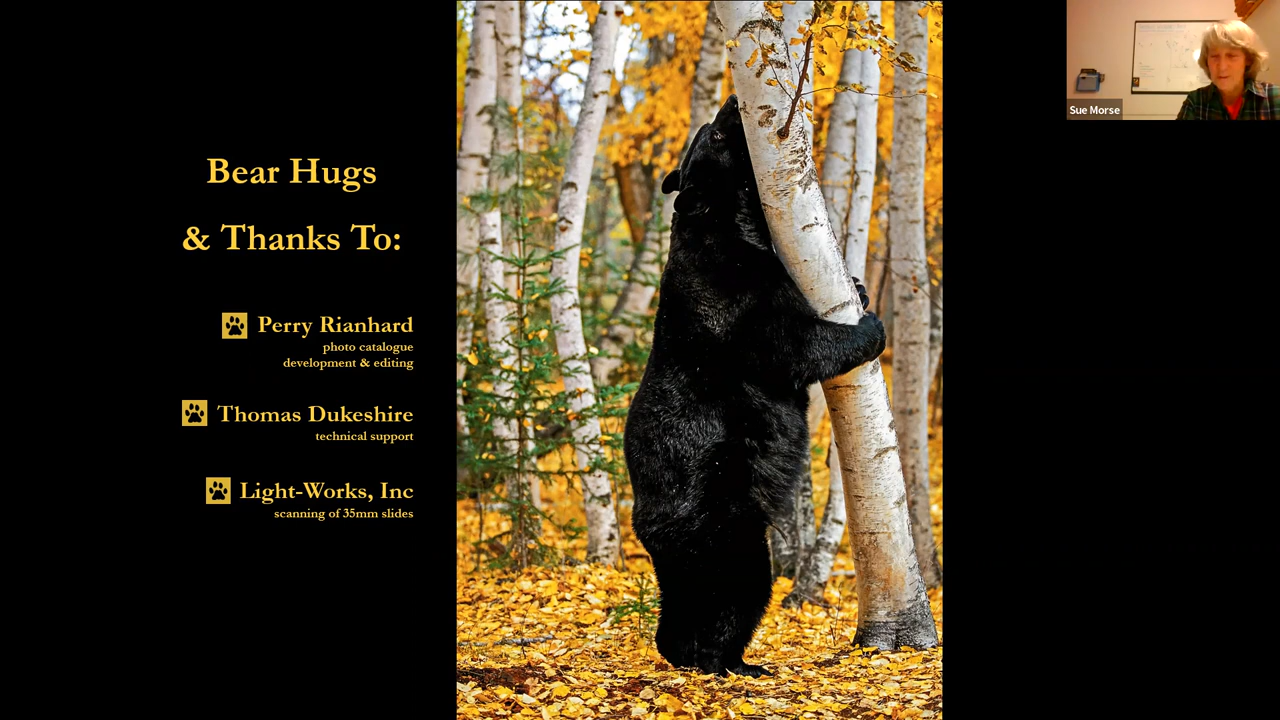 Bear Hugs
& Thanks To:
Perry Rianhard
photo catalogue
development & editing
Thomas Dukeshire
technical support
Light-Works, Inc
scanning of 35mm slides
Sue Morse